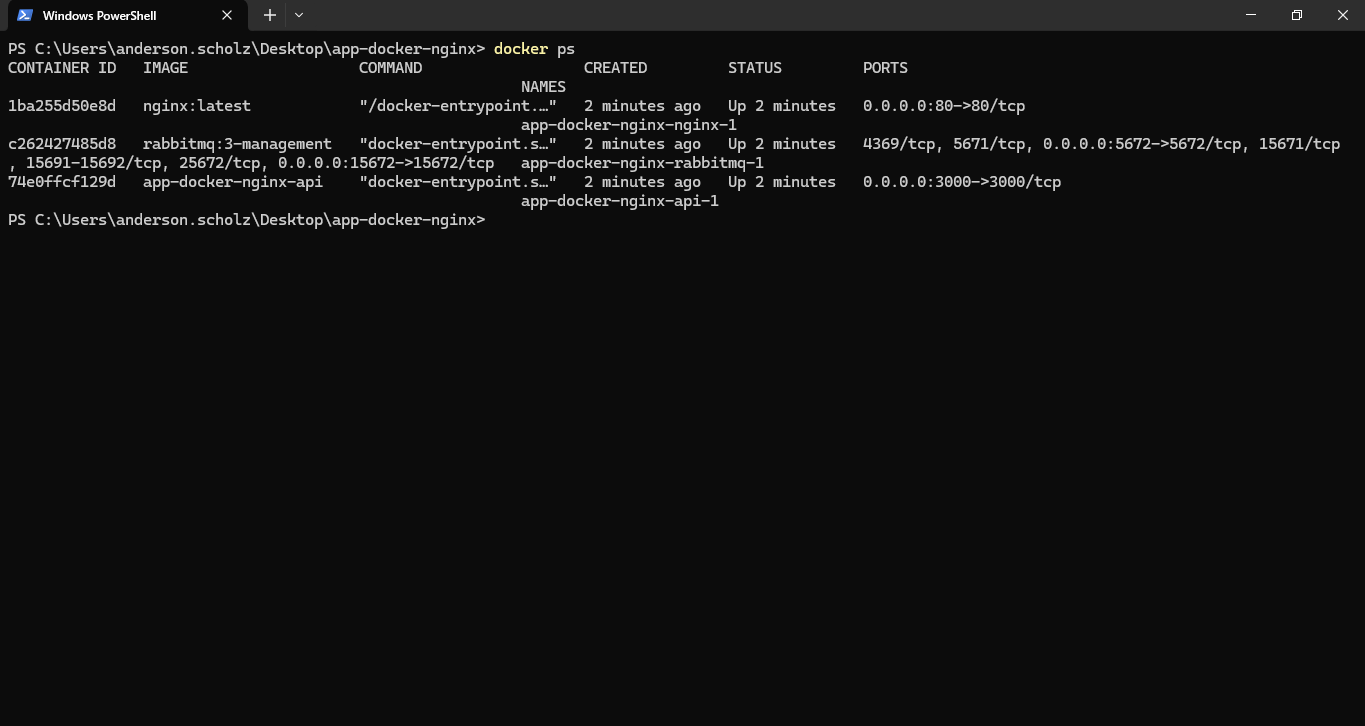 Windows PowerShell
PS C:\Users\anderson.scholz\Desktop\app-docker-nginx> docker ps
CONTAINER ID   IMAGE                   COMMAND                  CREATED         STATUS         PORTS
                                                         NAMES
1ba255d50e8d   nginx:latest            "/docker-entrypoint.…"   2 minutes ago   Up 2 minutes   0.0.0.0:80->80/tcp
                                                         app-docker-nginx-nginx-1
c262427485d8   rabbitmq:3-management   "docker-entrypoint.s…"   2 minutes ago   Up 2 minutes   4369/tcp, 5671/tcp, 0.0.0.0:5672->5672/tcp, 15671/tcp
, 15691-15692/tcp, 25672/tcp, 0.0.0.0:15672->15672/tcp   app-docker-nginx-rabbitmq-1
74e0ffcf129d   app-docker-nginx-api    "docker-entrypoint.s…"   2 minutes ago   Up 2 minutes   0.0.0.0:3000->3000/tcp
                                                         app-docker-nginx-api-1
PS C:\Users\anderson.scholz\Desktop\app-docker-nginx>